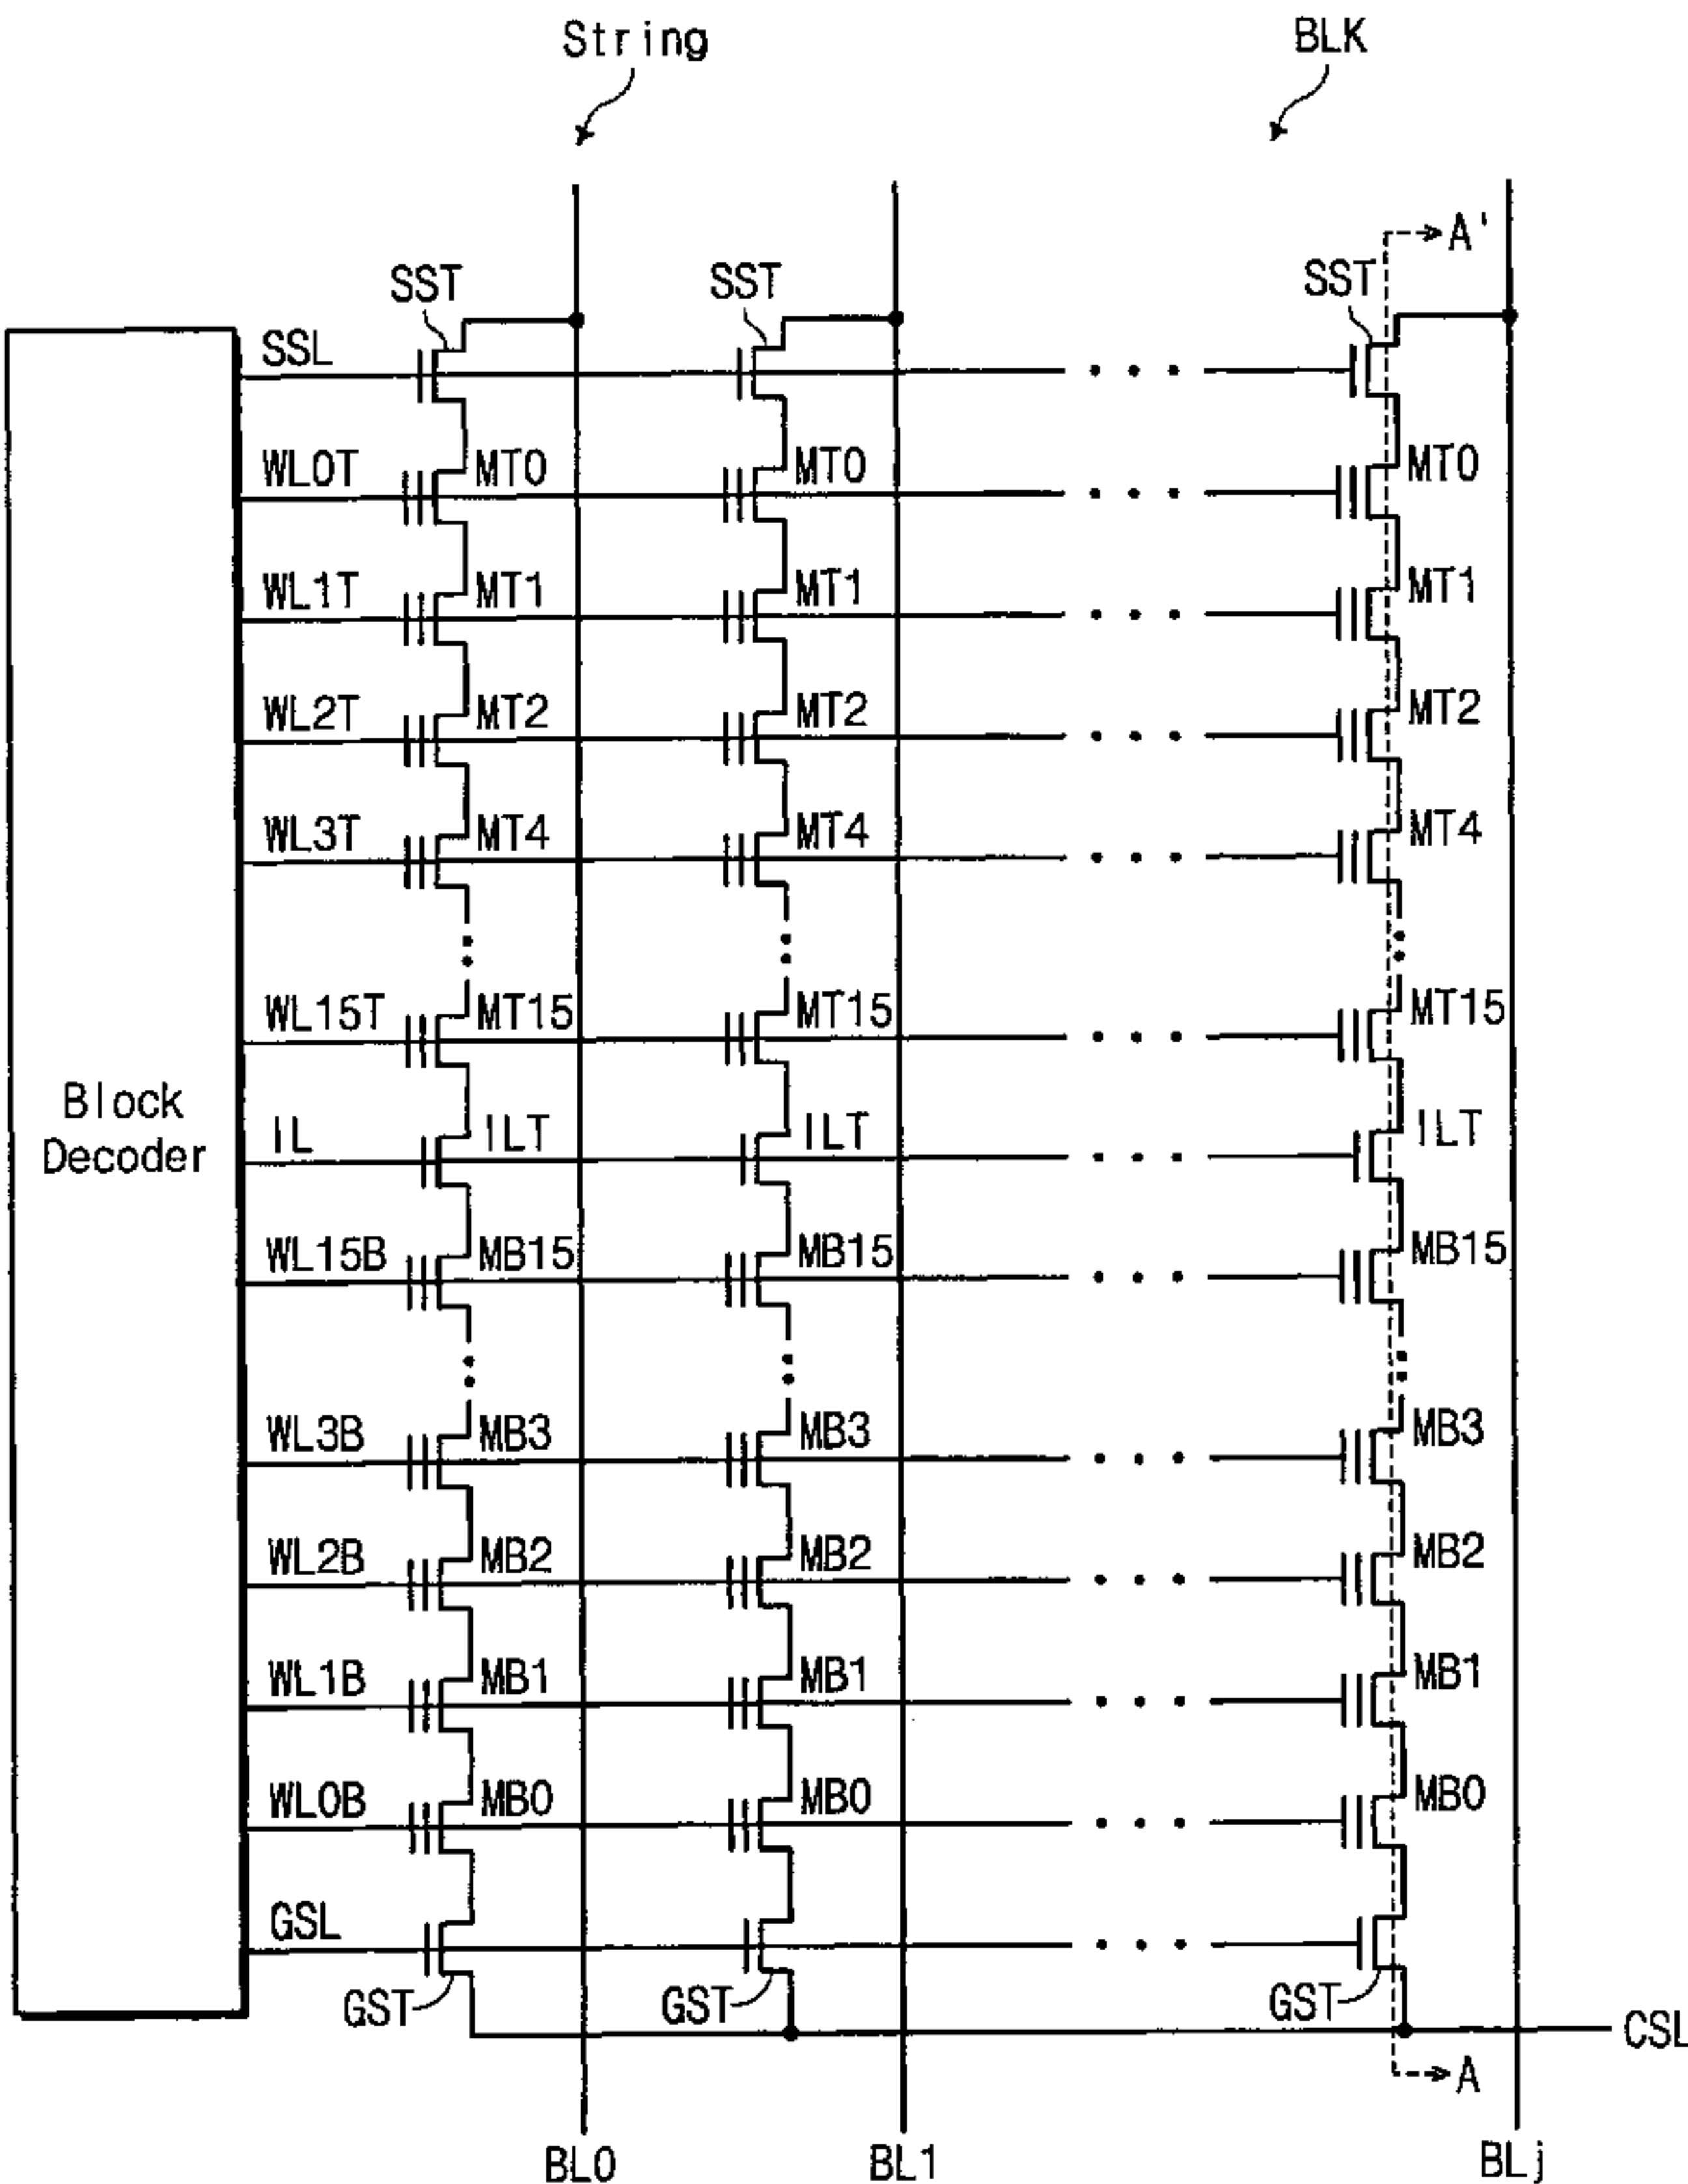 String
BLK
A'
SST SST SST
SSL
WL0T MT0 MT0 MT0
WL1T MT1 MT1 MT1
WL2T MT2 MT2 MT2
WL3T MT4 MT4 MT4
WL15T MT15 MT15 MT15
Block
Decoder
IL ILT ILT ILT
WL15B MB15 MB15 MB15
WL3B MB3 MB3 MB3
WL2B MB2 MB2 MB2
WL1B MB1 MB1 MB1
WL0B MB0 MB0 MB0
GSL
GST GST GST
CSL
A
BL0 BL1 BLj